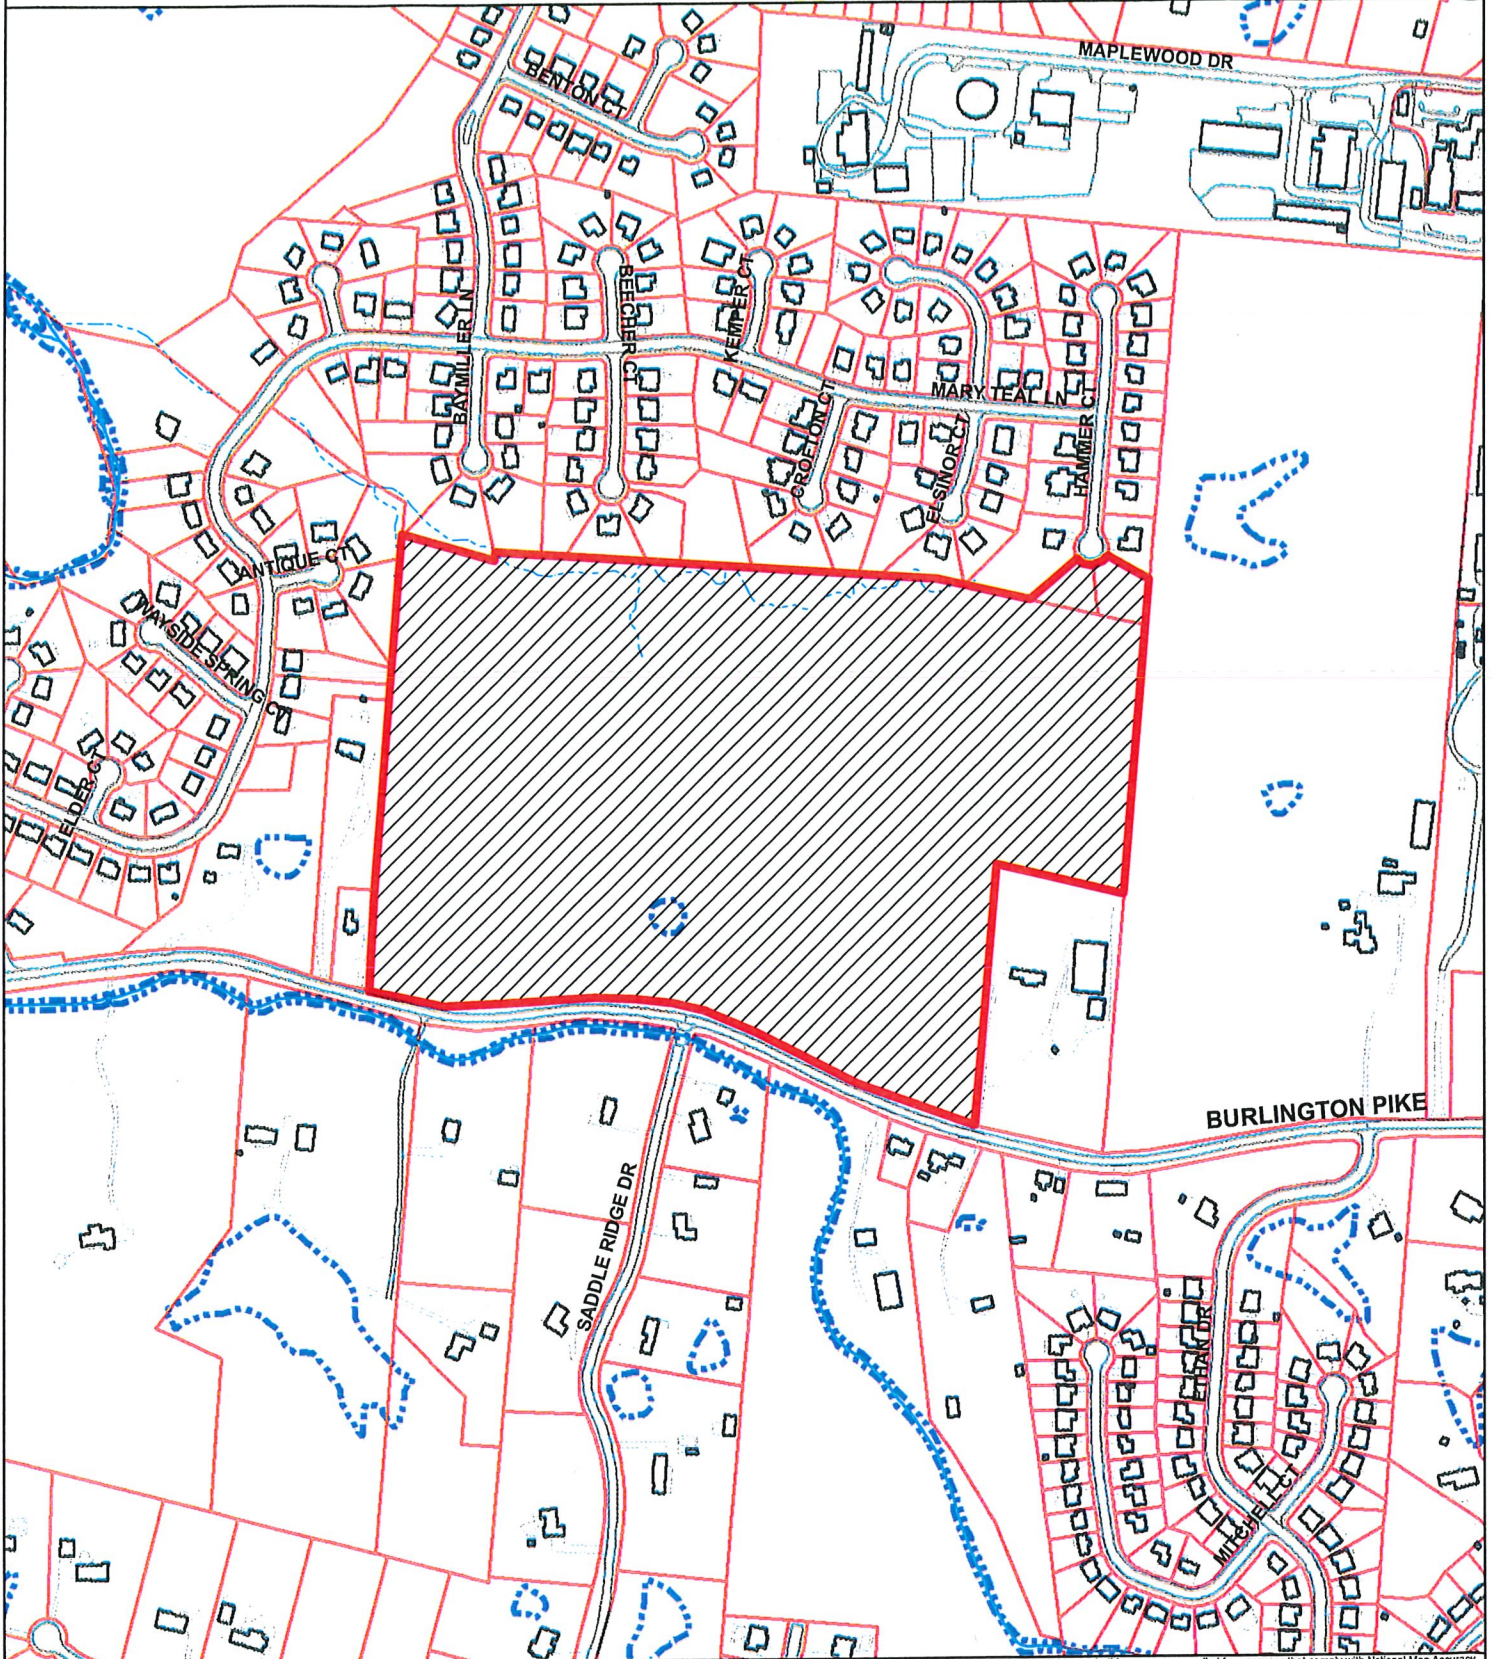 MAPLEWOOD DR
BENTON CT
BEECHER CT
KEMPER CT
BAYMILLER LN
MARY TEAL LN
HAMMER CT
CROFTON CT
ELSINOR CT
ANTIQUE CT
WAYSIDE SPRING CT
ELDER CT
BURLINGTON PIKE
SADDLE RIDGE DR
ETHAN DR
MITCHELL CT